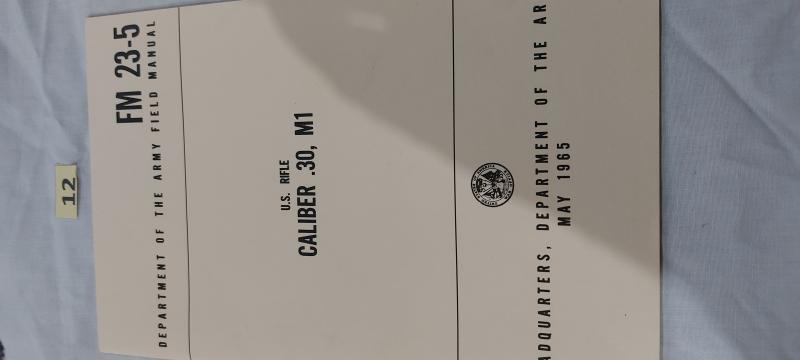 FM 23-5
DEPARTMENT OF THE ARMY FIELD MANUAL
U.S. RIFLE
CALIBER .30, M1
ADQUARTERS, DEPARTMENT OF THE AR
MAY 1965
12